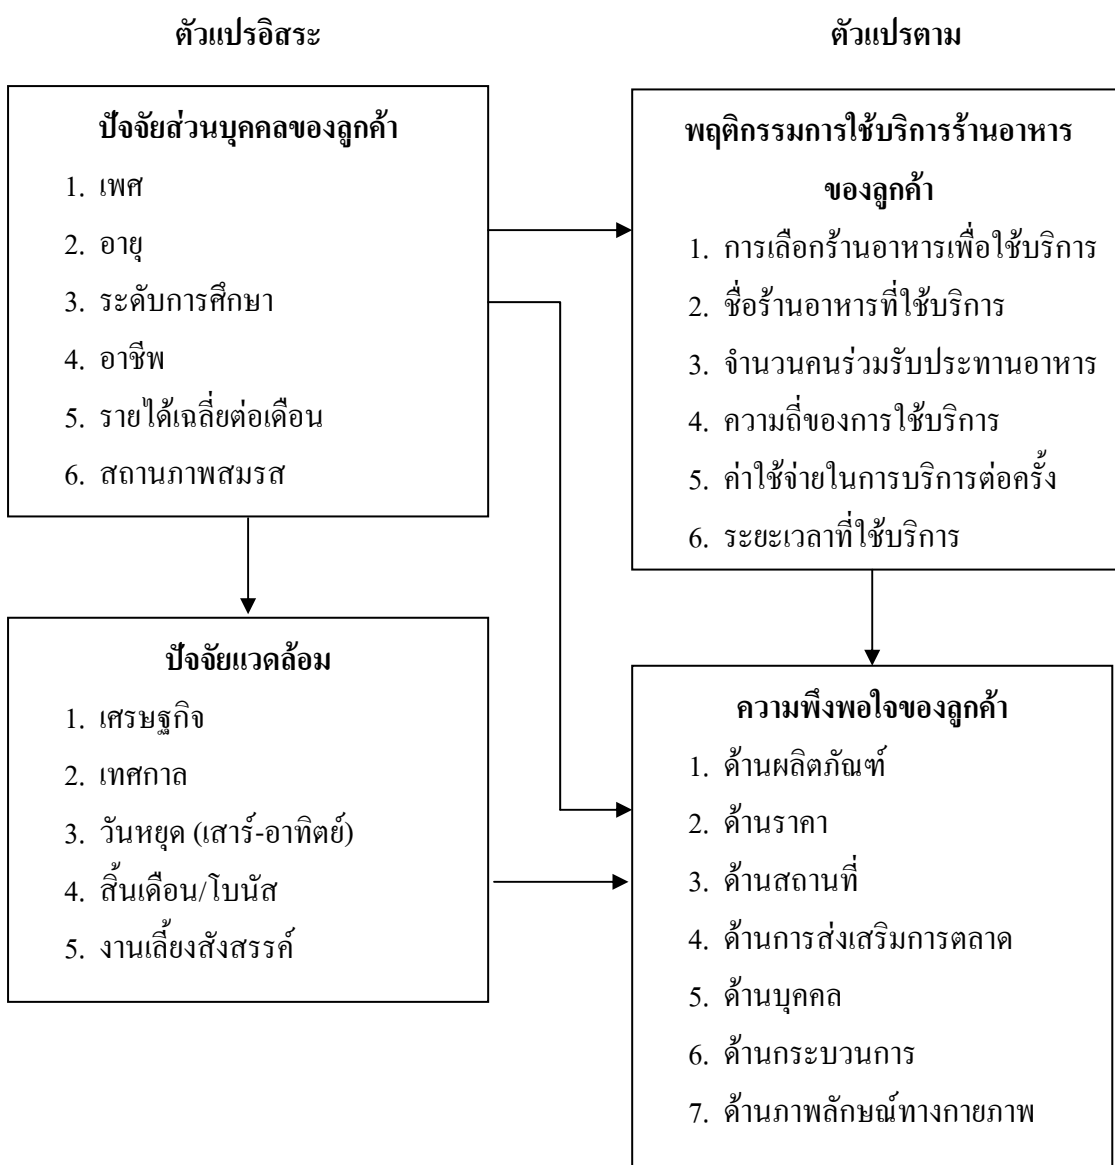 ตัวแปรอิสระ
ตัวแปรตาม
ปัจจัยส่วนบุคคลของลูกค้า
1. เพศ
2. อายุ
3. ระดับการศึกษา
4. อาชีพ
5. รายได้เฉลี่ยต่อเดือน
6. สถานภาพสมรส
พฤติกรรมการใช้บริการร้านอาหาร
ของลูกค้า
1. การเลือกร้านอาหารเพื่อใช้บริการ
2. ชื่อร้านอาหารที่ใช้บริการ
3. จำนวนคนร่วมรับประทานอาหาร
4. ความถี่ของการใช้บริการ
5. ค่าใช้จ่ายในการบริการต่อครั้ง
6. ระยะเวลาที่ใช้บริการ
ปัจจัยแวดล้อม
1. เศรษฐกิจ
2. เทศกาล
3. วันหยุด (เสาร์-อาทิตย์)
4. สิ้นเดือน/โบนัส
5. งานเลี้ยงสังสรรค์
ความพึงพอใจของลูกค้า
1. ด้านผลิตภัณฑ์
2. ด้านราคา
3. ด้านสถานที่
4. ด้านการส่งเสริมการตลาด
5. ด้านบุคคล
6. ด้านกระบวนการ
7. ด้านภาพลักษณ์ทางกายภาพ